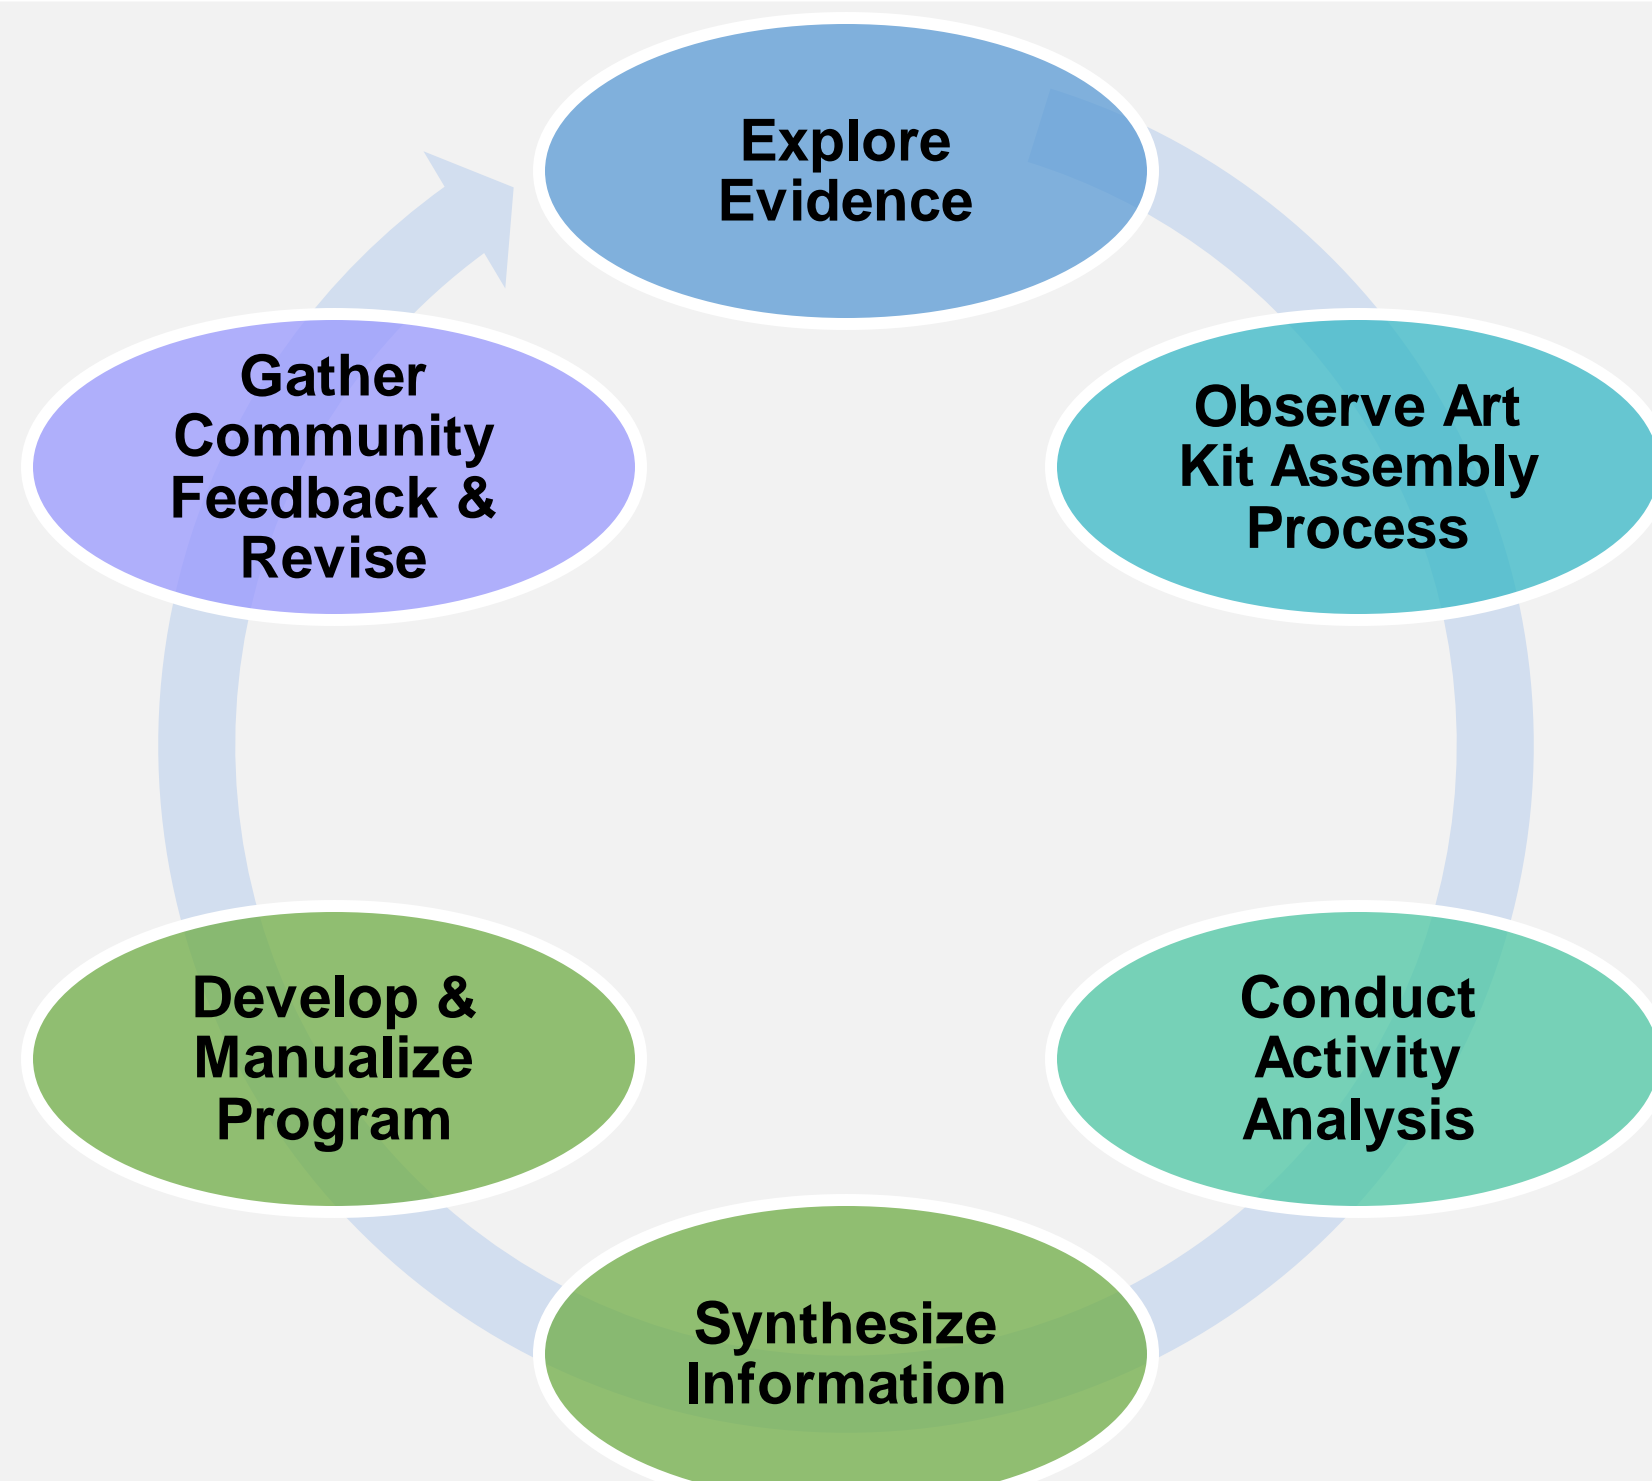 Explore
Evidence
Observe Art
Kit Assembly
Process
Conduct
Activity
Analysis
Synthesize
Information
Develop &
Manualize
Program
Gather
Community
Feedback &
Revise